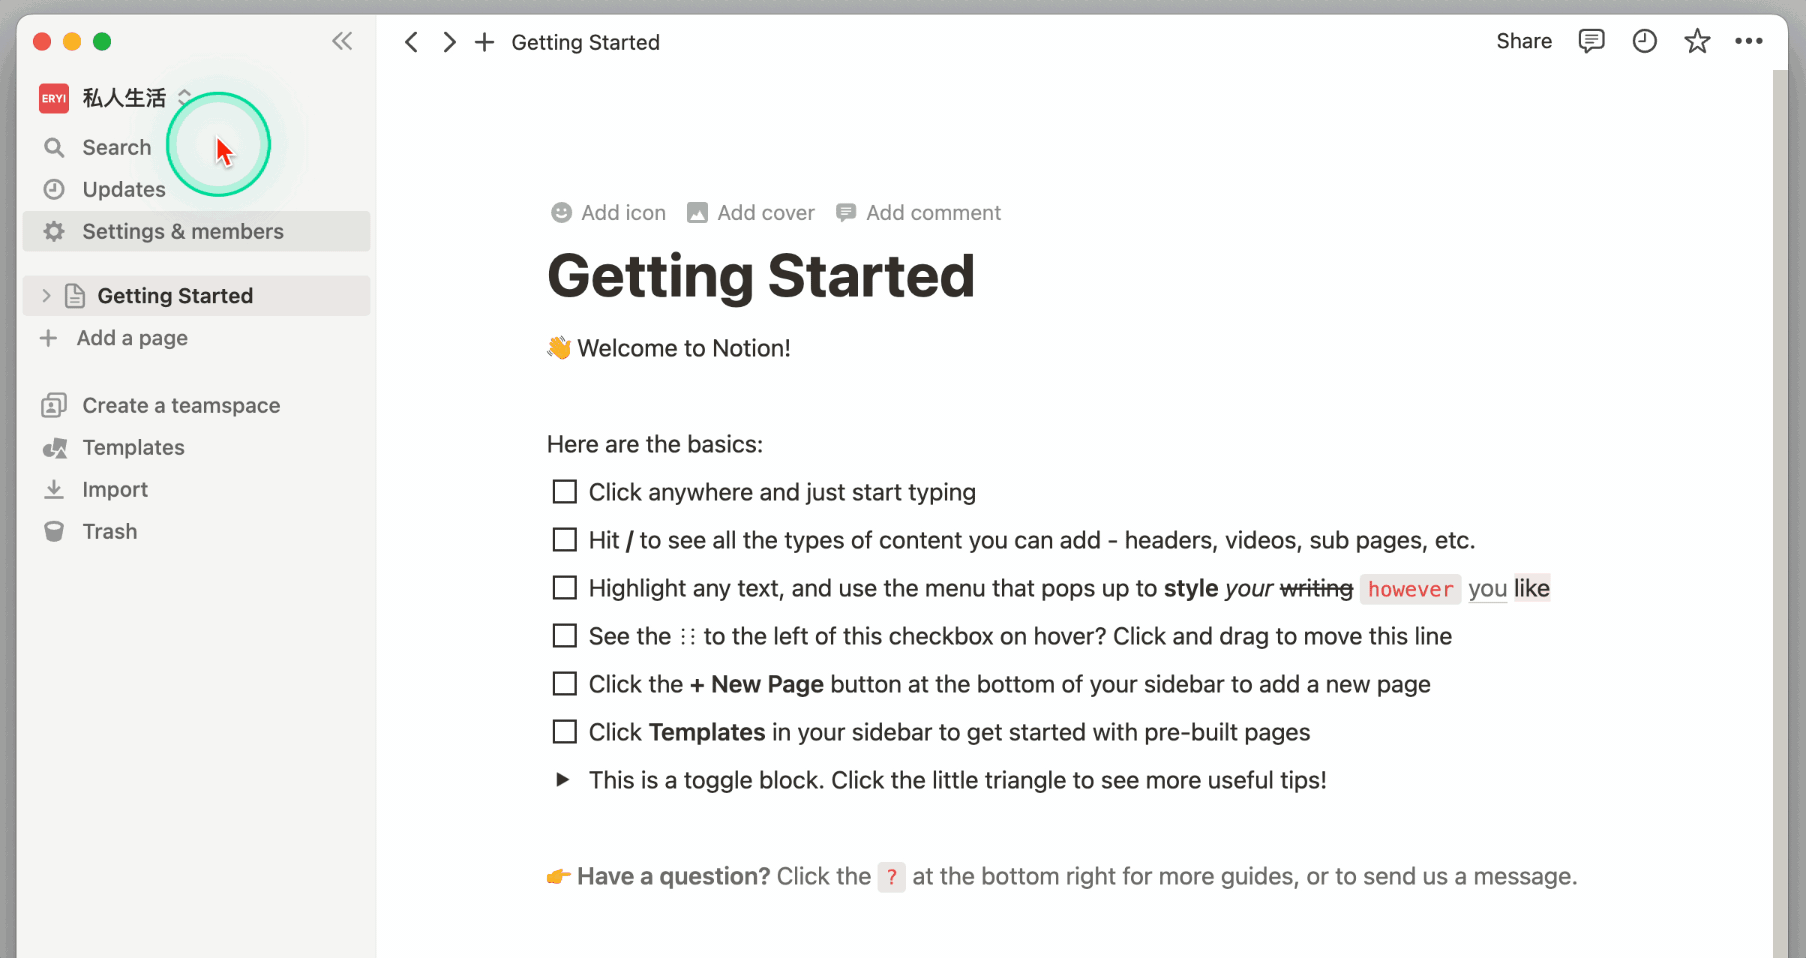 Getting Started
Share
ERYI 私人生活
Search
Updates
Settings & members
Getting Started
Add a page
Create a teamspace
Templates
Import
Trash
Add icon Add cover Add comment
Getting Started
👋 Welcome to Notion!
Here are the basics:
Click anywhere and just start typing
Hit / to see all the types of content you can add - headers, videos, sub pages, etc.
Highlight any text, and use the menu that pops up to style your writing however you like
See the ⋮⋮ to the left of this checkbox on hover? Click and drag to move this line
Click the + New Page button at the bottom of your sidebar to add a new page
Click Templates in your sidebar to get started with pre-built pages
This is a toggle block. Click the little triangle to see more useful tips!
👉 Have a question? Click the ? at the bottom right for more guides, or to send us a message.